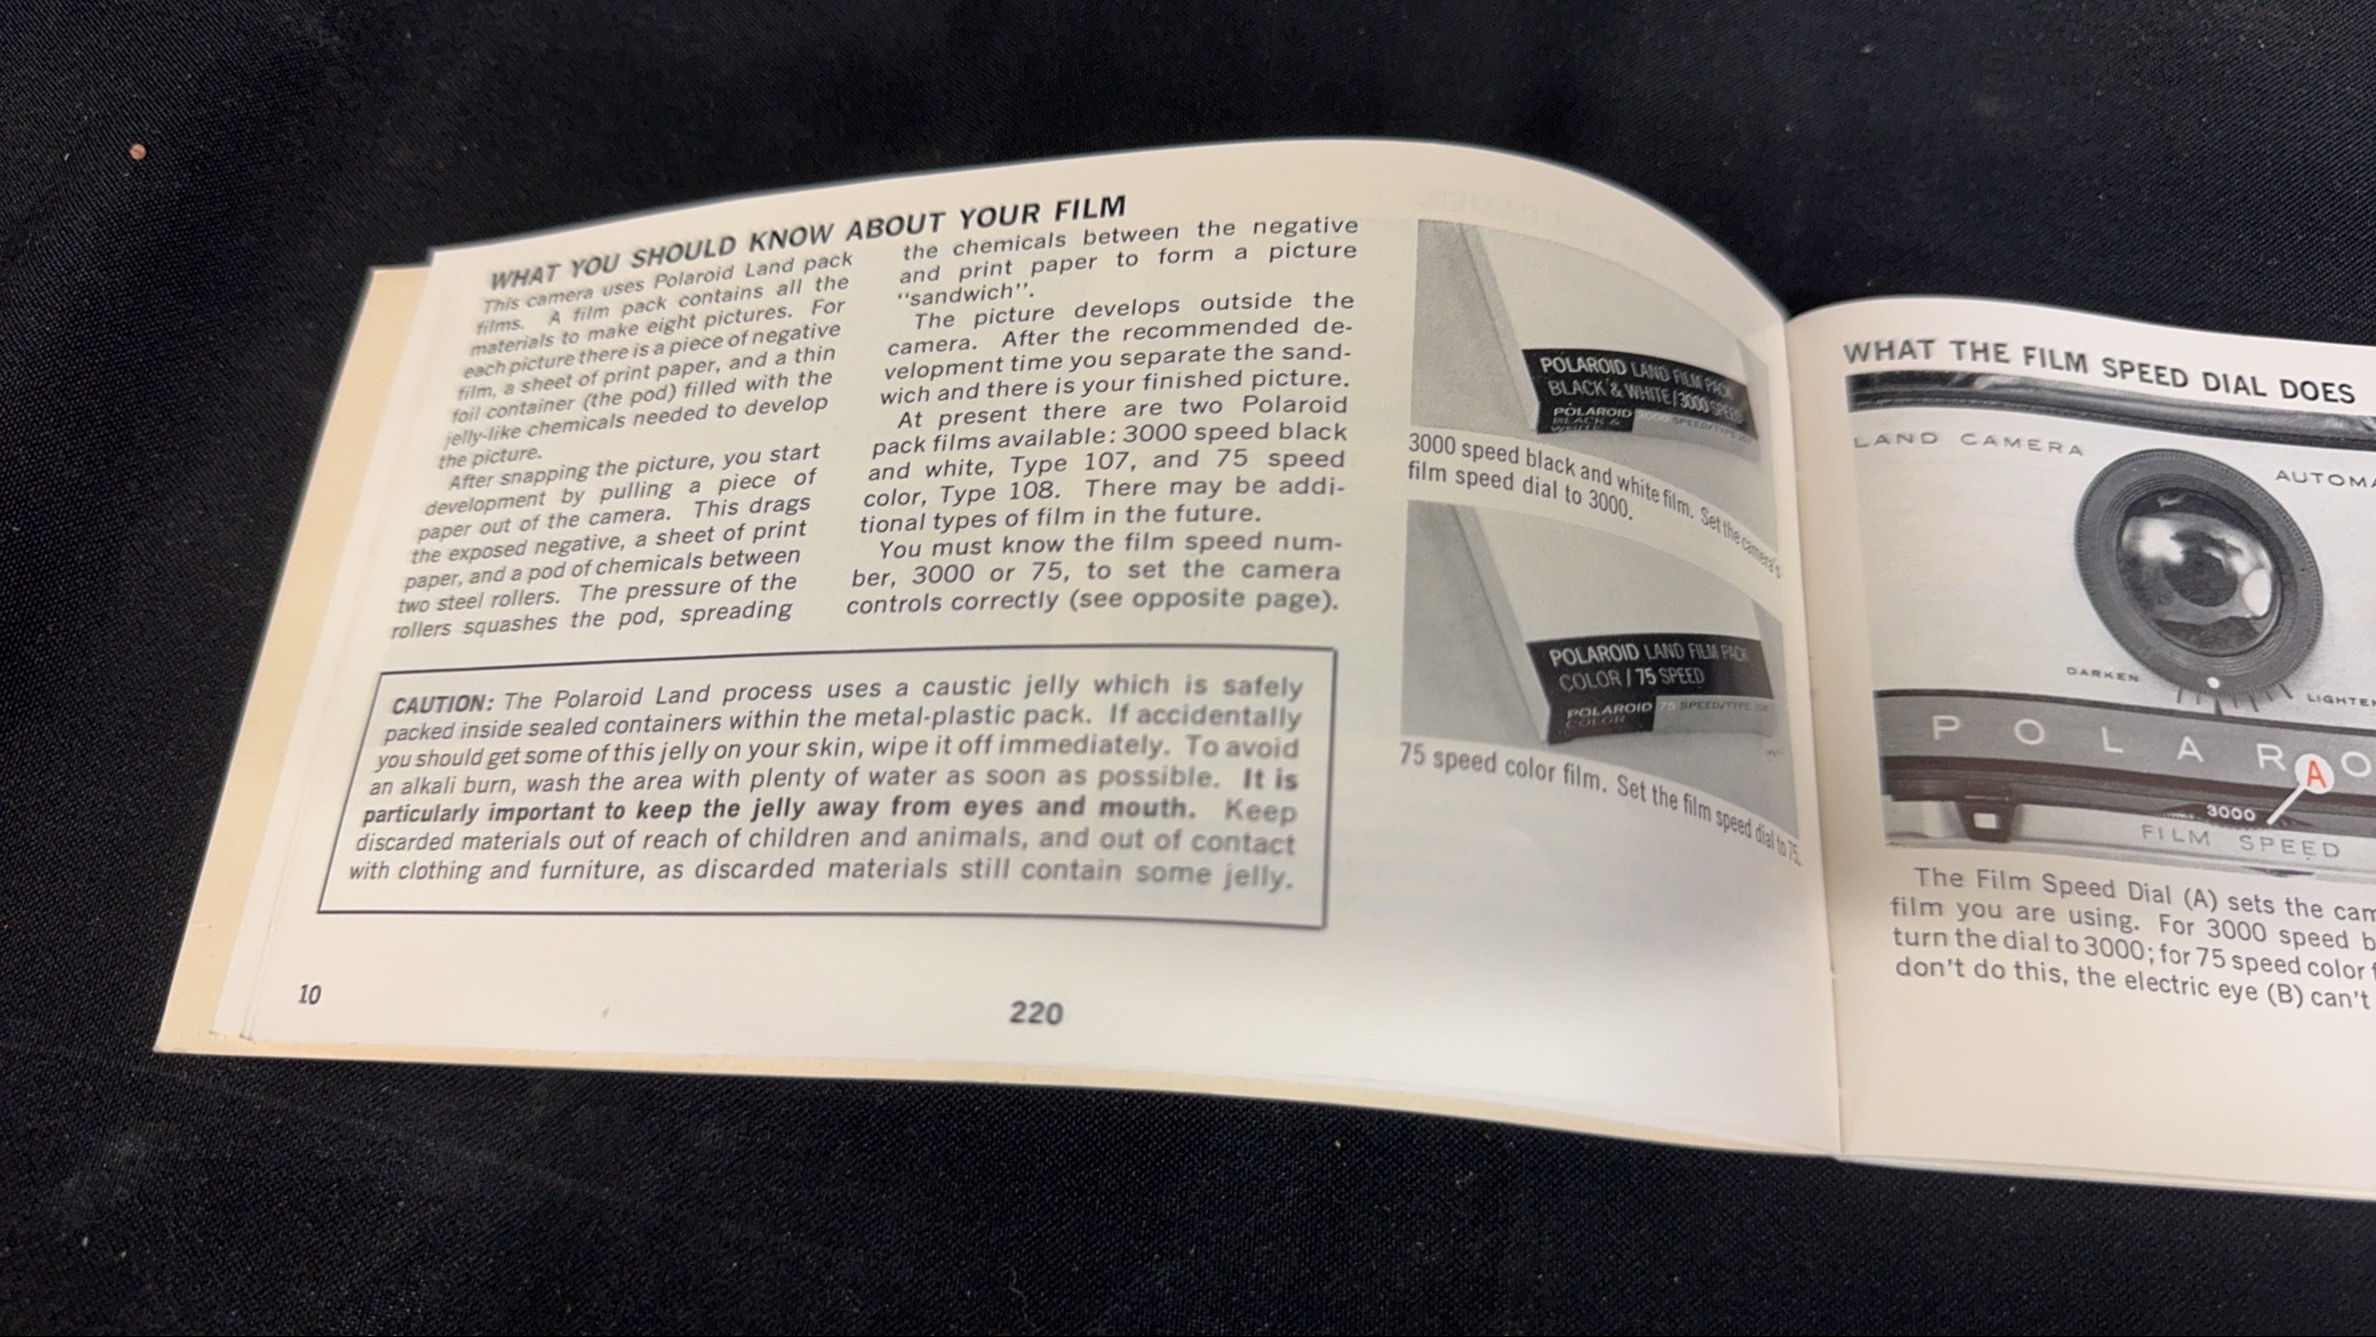 WHAT YOU SHOULD KNOW ABOUT YOUR FILM
This camera uses Polaroid Land pack
films. A film pack contains all the
materials to make eight pictures. For
each picture there is a piece of negative
film, a sheet of print paper, and a thin
foil container (the pod) filled with the
jelly-like chemicals needed to develop
the picture.
After snapping the picture, you start
development by pulling a piece of
paper out of the camera. This drags
the exposed negative, a sheet of print
paper, and a pod of chemicals between
two steel rollers. The pressure of the
rollers squashes the pod, spreading
the chemicals between the negative
and print paper to form a picture
"sandwich".
The picture develops outside the
camera. After the recommended de-
velopment time you separate the sand-
wich and there is your finished picture.
At present there are two Polaroid
pack films available: 3000 speed black
and white, Type 107, and 75 speed
color, Type 108. There may be addi-
tional types of film in the future.
You must know the film speed num-
ber, 3000 or 75, to set the camera
controls correctly (see opposite page).
CAUTION: The Polaroid Land process uses a caustic jelly which is safely
packed inside sealed containers within the metal-plastic pack. If accidentally
you should get some of this jelly on your skin, wipe it off immediately. To avoid
an alkali burn, wash the area with plenty of water as soon as possible. It is
particularly important to keep the jelly away from eyes and mouth. Keep
discarded materials out of reach of children and animals, and out of contact
with clothing and furniture, as discarded materials still contain some jelly.
10
220
POLAROID LAND FILM PACK
BLACK & WHITE/3000 SPEED
POLAROID 3000 SPEED/TYPE 107
BLACK &
WHITE
3000 speed black and white film. Set the camera's
film speed dial to 3000.
POLAROID LAND FILM PACK
COLOR / 75 SPEED
POLAROID 75 SPEED/TYPE 108
COLOR
75 speed color film. Set the film speed dial to 75.
WHAT THE FILM SPEED DIAL DOES
LAND CAMERA
AUTOMA
DARKEN
LIGHTEN
POLARO
A
3000
FILM SPEED
The Film Speed Dial (A) sets the cam
film you are using. For 3000 speed b
turn the dial to 3000; for 75 speed color f
don't do this, the electric eye (B) can't